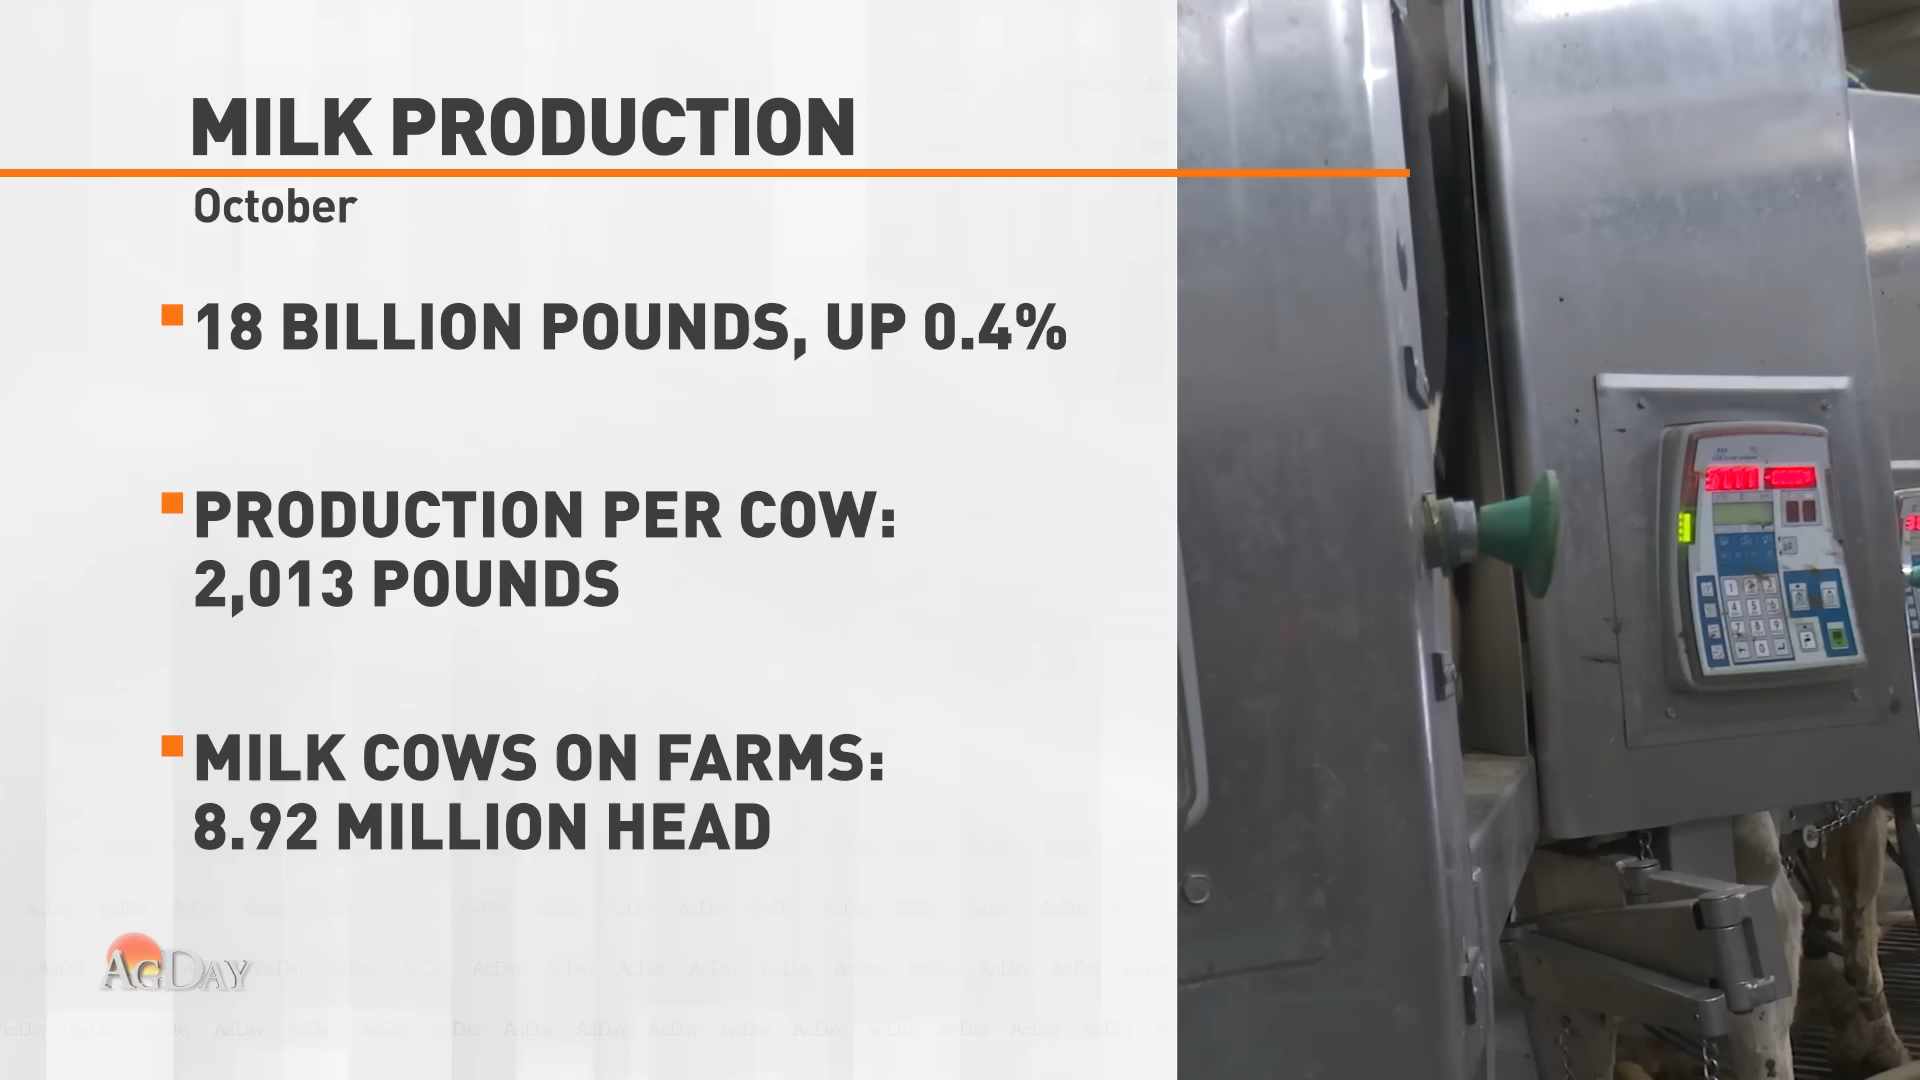 MILK PRODUCTION
October
18 BILLION POUNDS, UP 0.4%
PRODUCTION PER COW:
2,013 POUNDS
MILK COWS ON FARMS:
8.92 MILLION HEAD
AGDAY